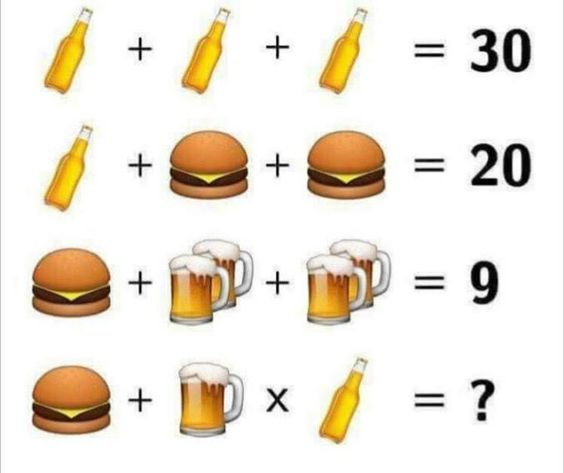 + + = 30
+ + = 20
+ + = 9
+ x = ?